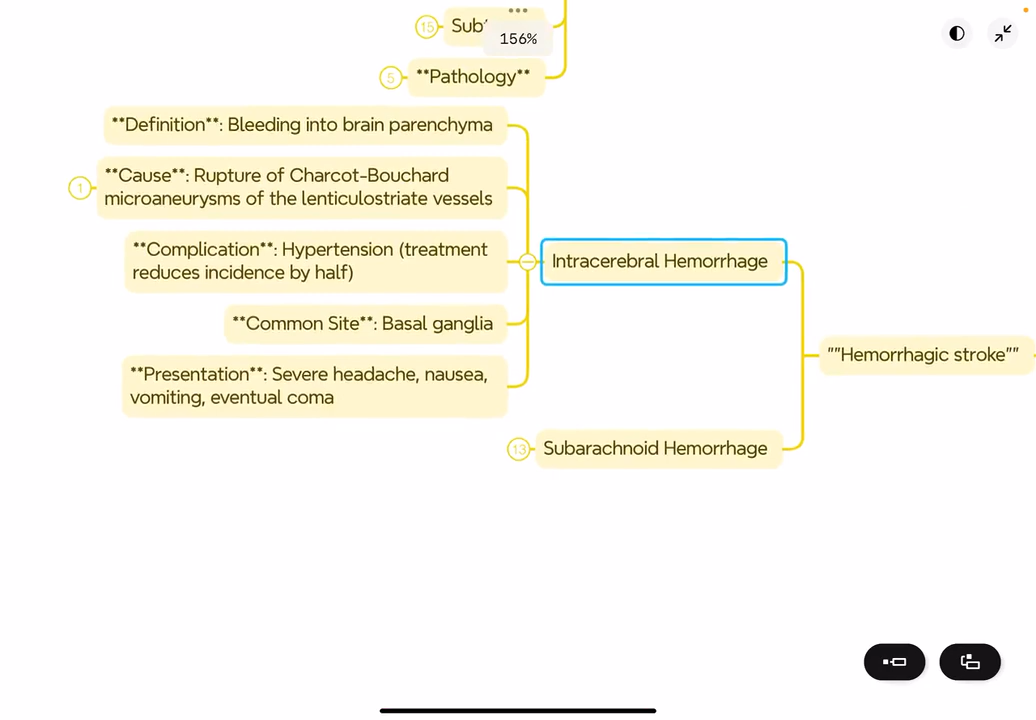 15
Sub
156%
5
**Pathology**
**Definition**: Bleeding into brain parenchyma
1
**Cause**: Rupture of Charcot-Bouchard
microaneurysms of the lenticulostriate vessels
**Complication**: Hypertension (treatment
reduces incidence by half)
Intracerebral Hemorrhage
**Common Site**: Basal ganglia
""Hemorrhagic stroke""
**Presentation**: Severe headache, nausea,
vomiting, eventual coma
13
Subarachnoid Hemorrhage